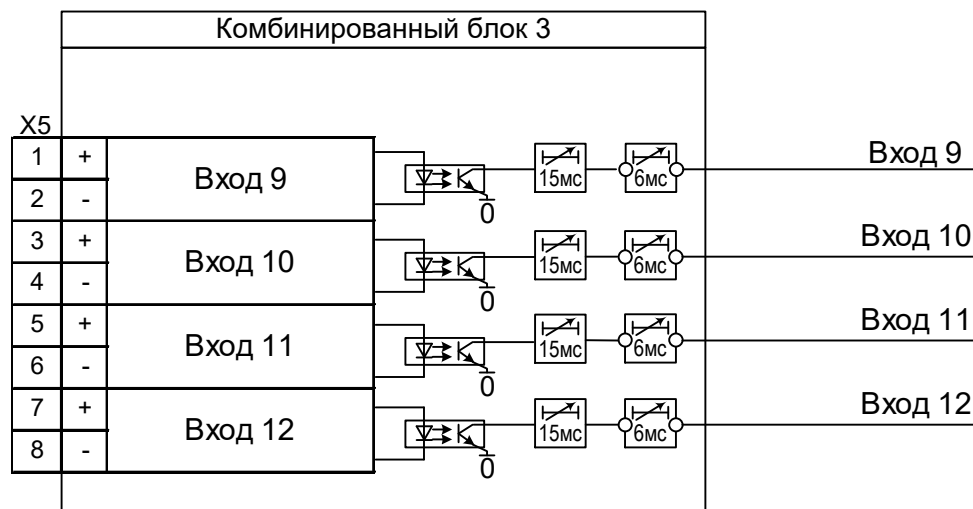 Комбинированный блок 3
X5
1 + Вход 9 15мс 6мс Вход 9
2 - 0
3 + Вход 10 15мс 6мс Вход 10
4 - 0
5 + Вход 11 15мс 6мс Вход 11
6 - 0
7 + Вход 12 15мс 6мс Вход 12
8 - 0